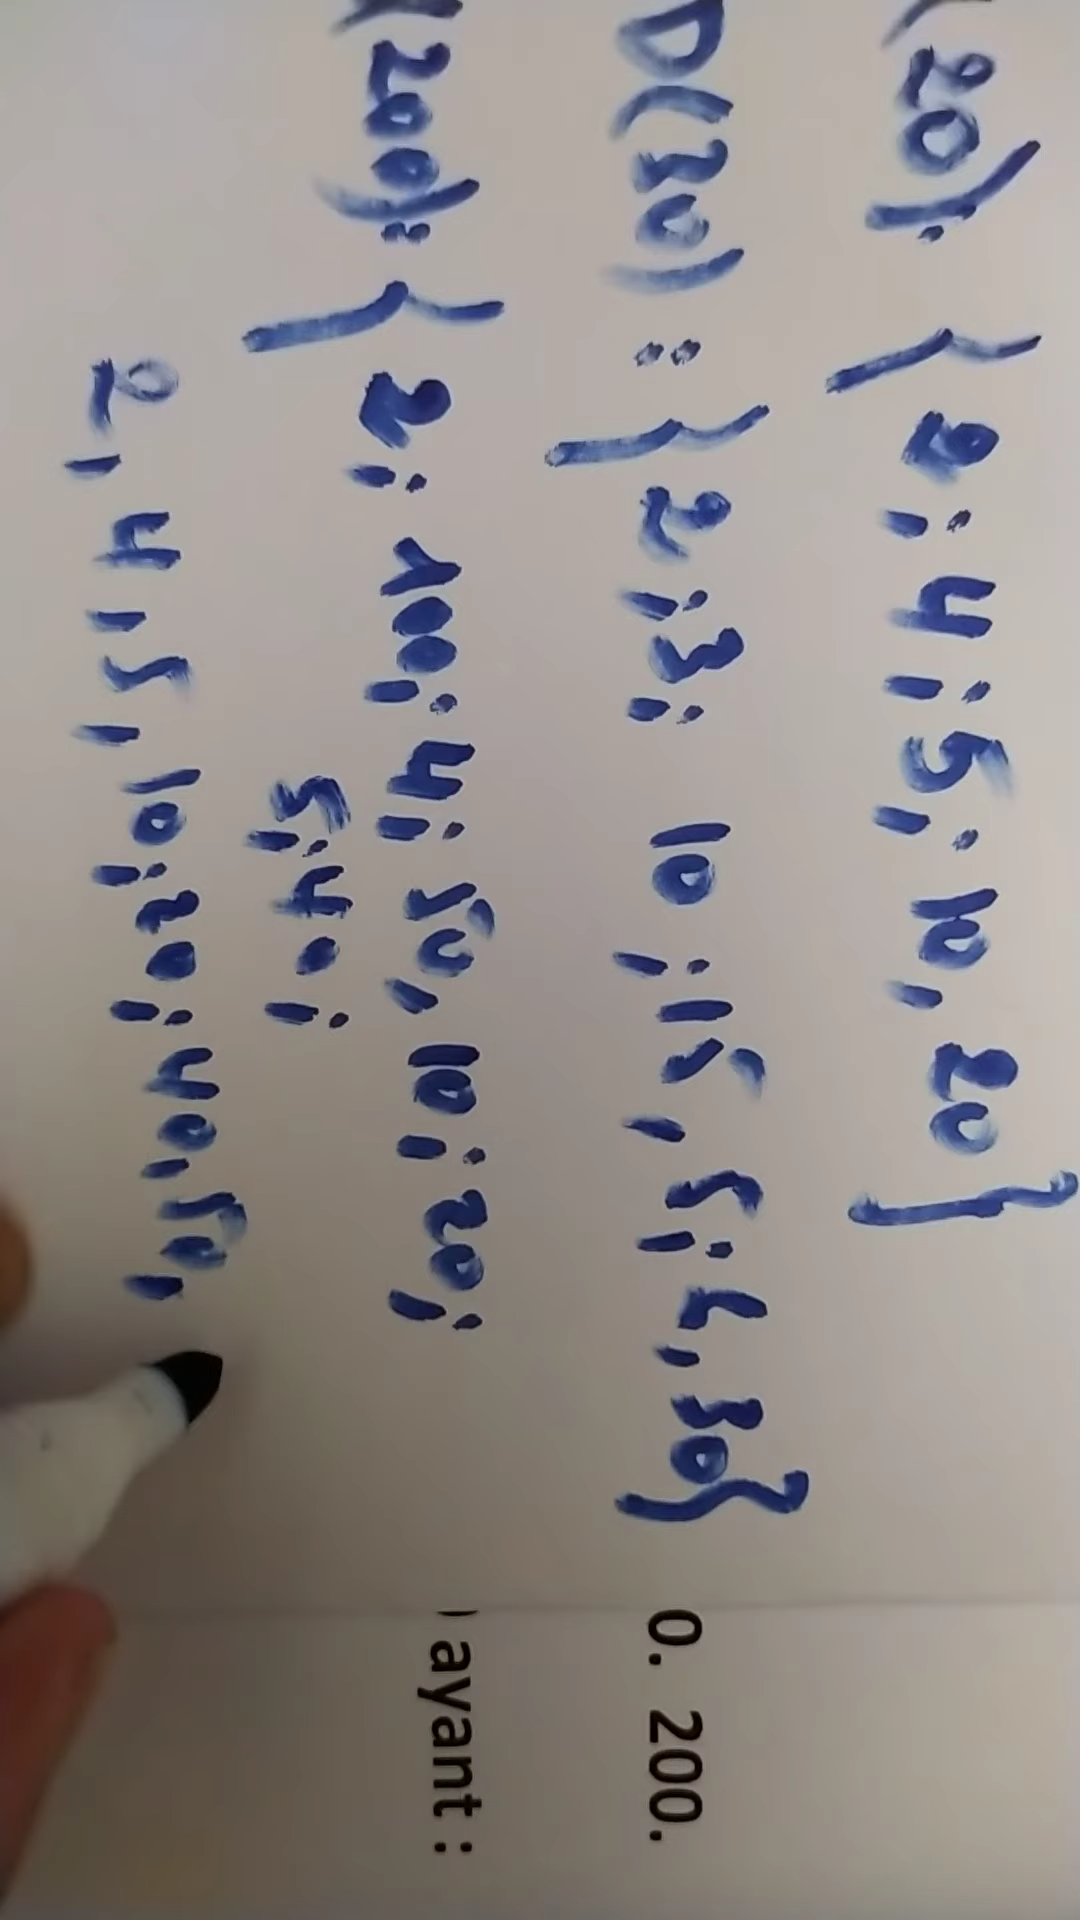 (20): {2; 4; 5; 10, 20}
D(30): {2; 3; 10; 15, 5; 6, 30}
0. 200.
(200): {2; 100; 4; 50, 10; 20;
ayant :
5; 40;
2, 4, 5, 10; 20; 40, 50,